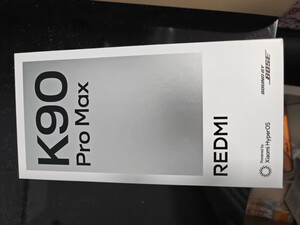 K90
Pro Max
REDMI
SOUND BY
BOSE
Powered by
Xiaomi HyperOS